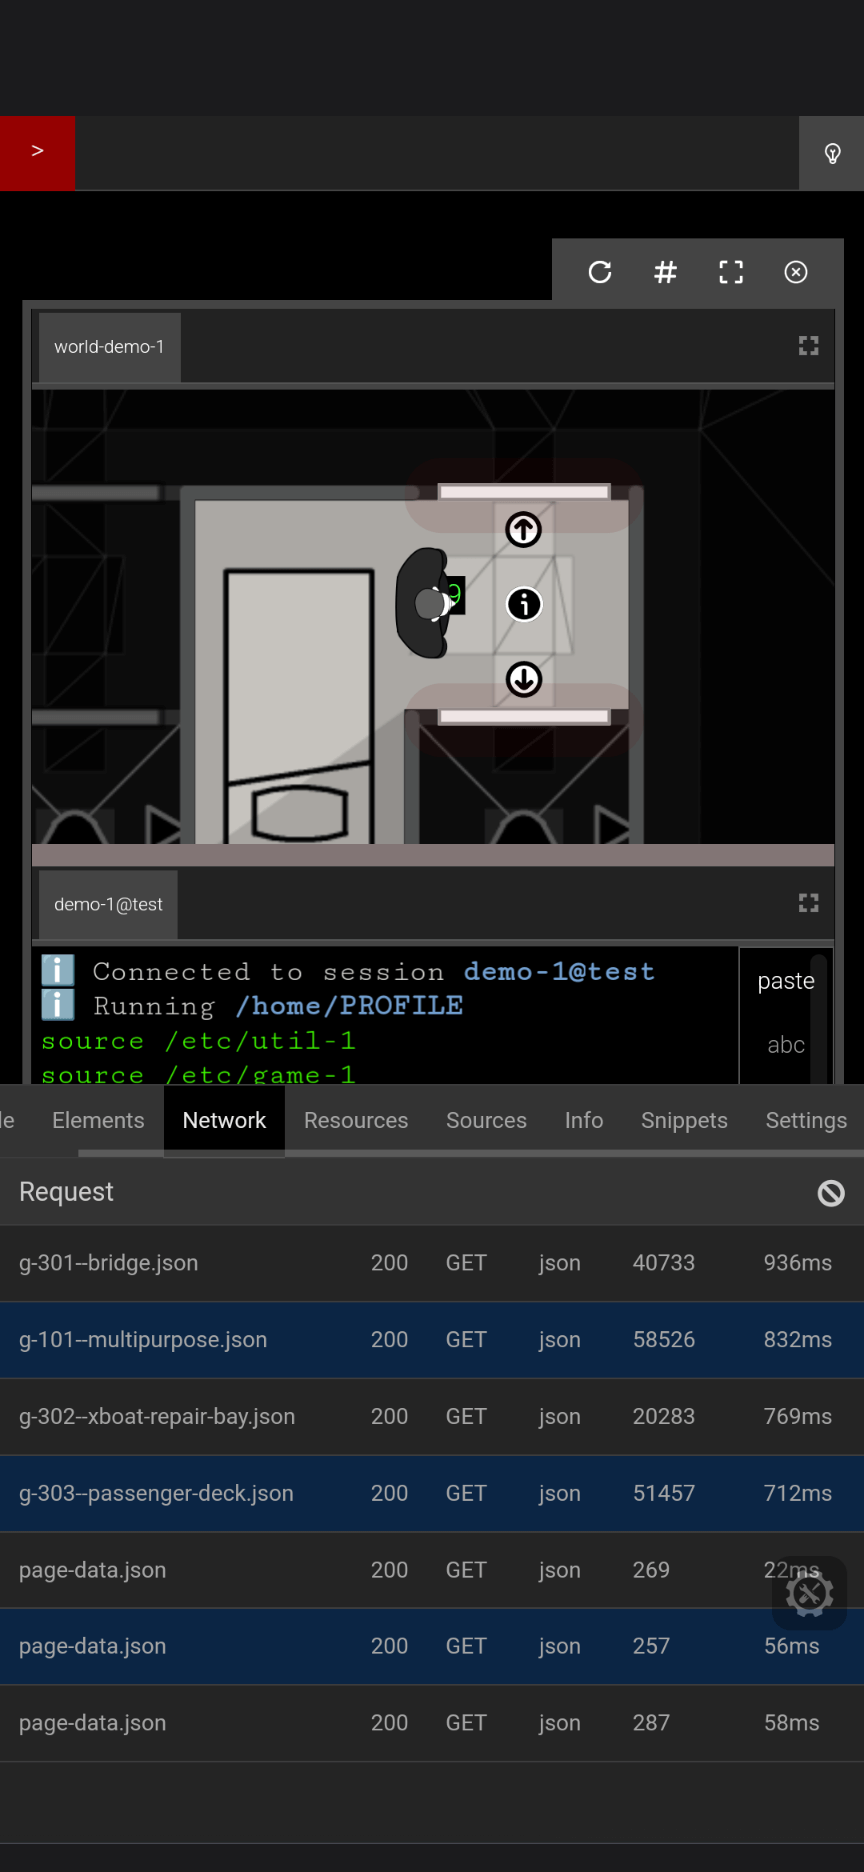 >
world-demo-1
9
demo-1@test
Connected to session demo-1@test
Running /home/PROFILE
source /etc/util-1
source /etc/game-1
paste
abc
le Elements Network Resources Sources Info Snippets Settings
Request
g-301--bridge.json 200 GET json 40733 936ms
g-101--multipurpose.json 200 GET json 58526 832ms
g-302--xboat-repair-bay.json 200 GET json 20283 769ms
g-303--passenger-deck.json 200 GET json 51457 712ms
page-data.json 200 GET json 269 22ms
page-data.json 200 GET json 257 56ms
page-data.json 200 GET json 287 58ms